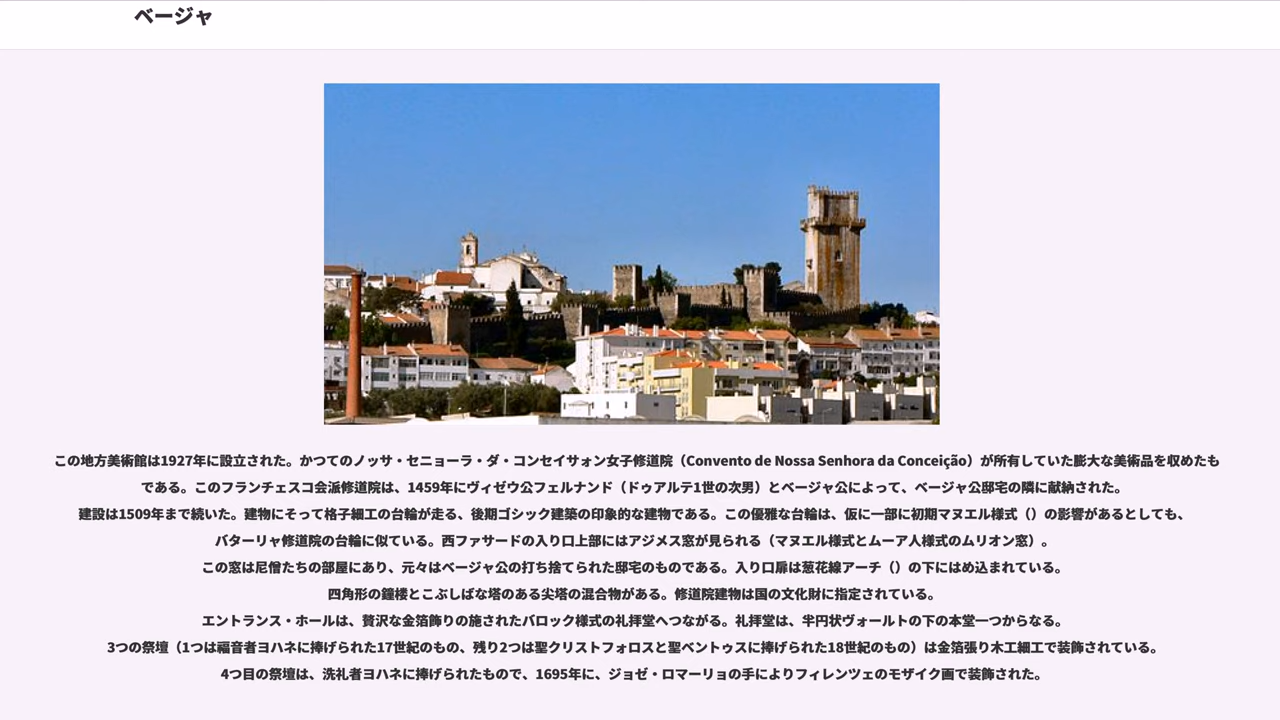 ベージャ
この地方美術館は1927年に設立された。かつてのノッサ・セニョーラ・ダ・コンセイサォン女子修道院（Convento de Nossa Senhora da Conceição）が所有していた膨大な美術品を収めたも
である。このフランチェスコ会派修道院は、1459年にヴィゼウ公フェルナンド（ドゥアルテ1世の次男）とベージャ公によって、ベージャ公邸宅の隣に献納された。
建設は1509年まで続いた。建物にそって格子細工の台輪が走る、後期ゴシック建築の印象的な建物である。この優雅な台輪は、仮に一部に初期マヌエル様式（）の影響があるとしても、
バターリャ修道院の台輪に似ている。西ファサードの入り口上部にはアジメス窓が見られる（マヌエル様式とムーア人様式のムリオン窓）。
この窓は尼僧たちの部屋にあり、元々はベージャ公の打ち捨てられた邸宅のものである。入り口扉は葱花線アーチ（）の下にはめ込まれている。
四角形の鐘楼とこぶしばな塔のある尖塔の混合物がある。修道院建物は国の文化財に指定されている。
エントランス・ホールは、贅沢な金箔飾りの施されたバロック様式の礼拝堂へつながる。礼拝堂は、半円状ヴォールトの下の本堂一つからなる。
3つの祭壇（1つは福音者ヨハネに捧げられた17世紀のもの、残り2つは聖クリストフォロスと聖ベントゥスに捧げられた18世紀のもの）は金箔張り木工細工で装飾されている。
4つ目の祭壇は、洗礼者ヨハネに捧げられたもので、1695年に、ジョゼ・ロマーリョの手によりフィレンツェのモザイク画で装飾された。